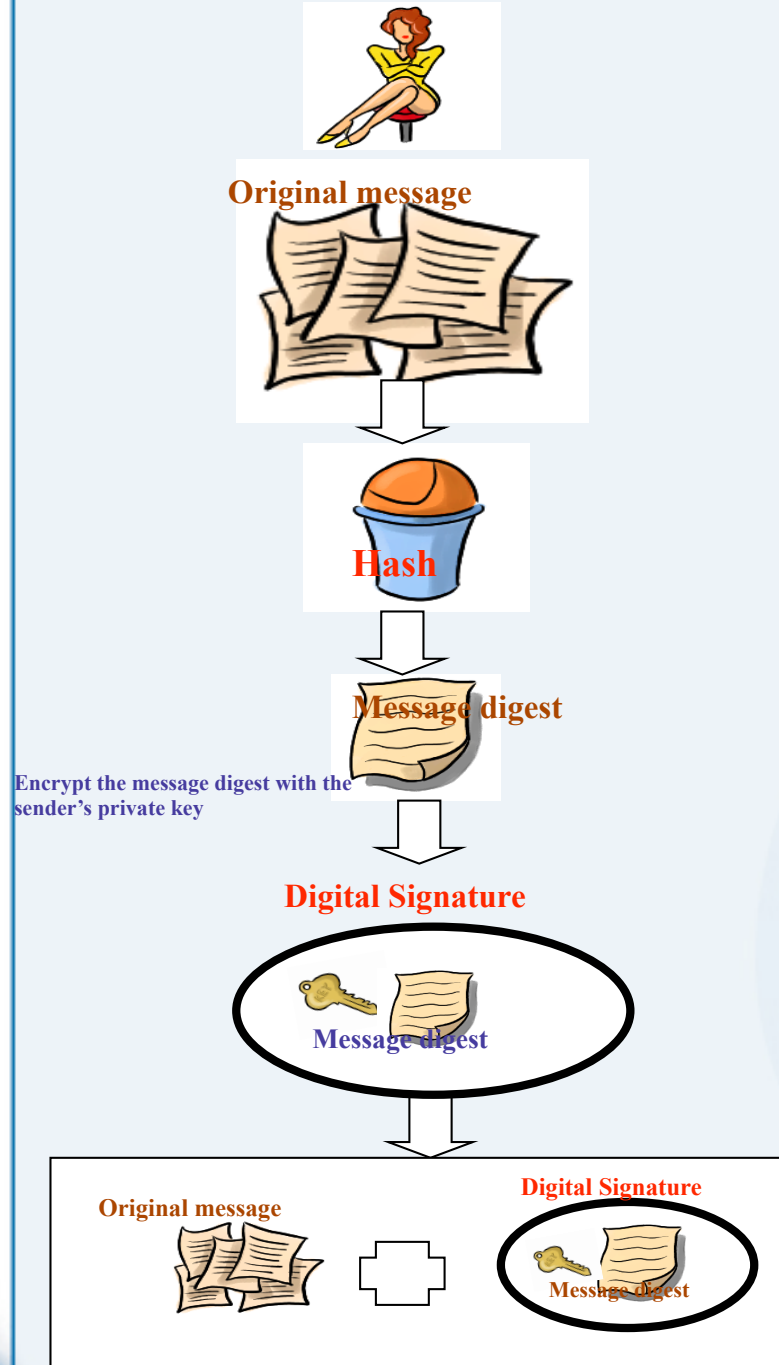 Original message
Hash
Message digest
Encrypt the message digest with the
sender’s private key
Digital Signature
Message digest
Original message
Digital Signature
Message digest